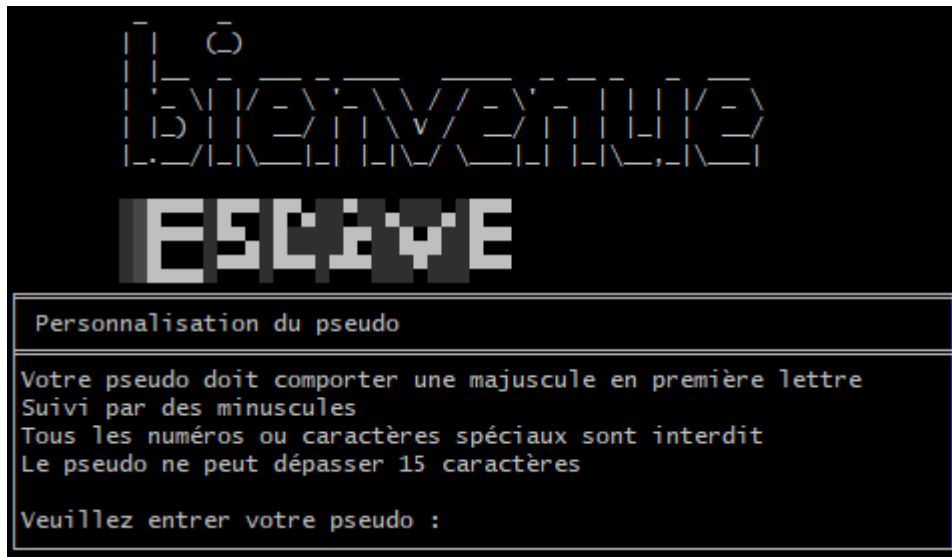 bienvenue
Escive
Personnalisation du pseudo
Votre pseudo doit comporter une majuscule en première lettre
Suivi par des minuscules
Tous les numéros ou caractères spéciaux sont interdit
Le pseudo ne peut dépasser 15 caractères
Veuillez entrer votre pseudo :